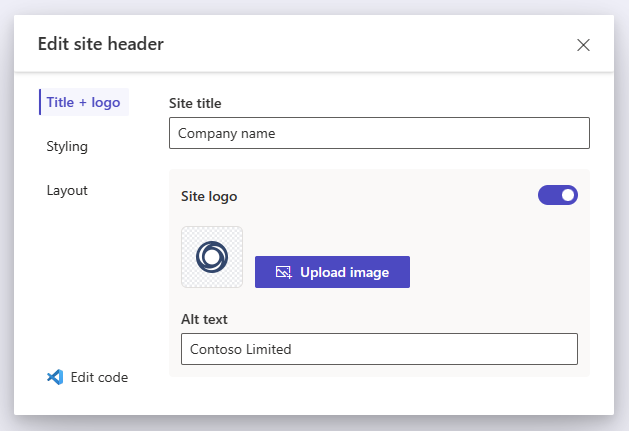 Edit site header
Title + logo
Styling
Layout
Edit code
Site title
Company name
Site logo
Upload image
Alt text
Contoso Limited